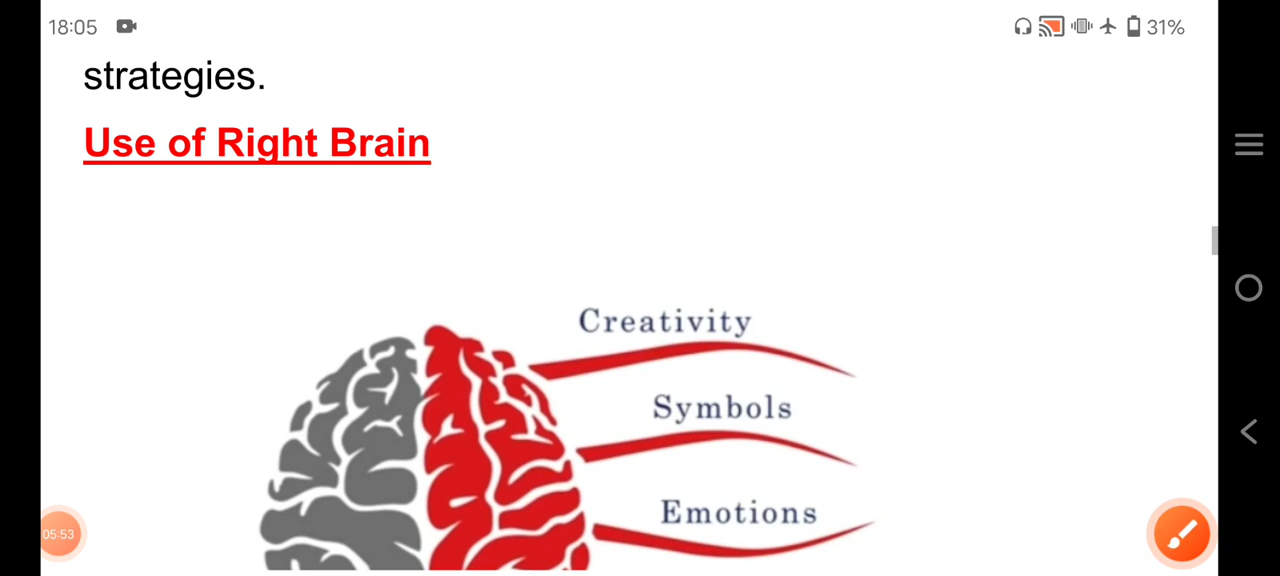 18:05
31%
strategies.
Use of Right Brain
Creativity
Symbols
Emotions
05:53